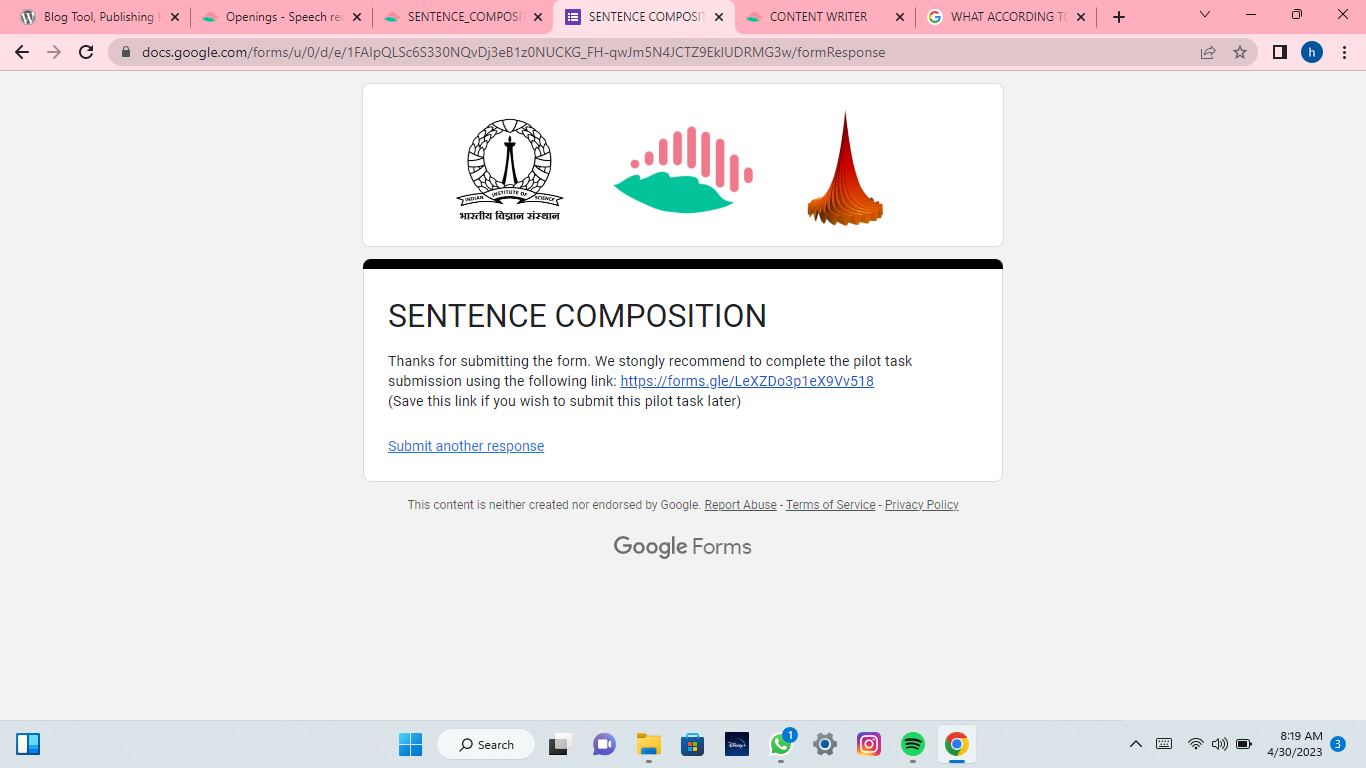 Blog Tool, Publishing P
Openings - Speech rec
SENTENCE_COMPOSIT
SENTENCE COMPOSIT
CONTENT WRITER
WHAT ACCORDING TO
docs.google.com/forms/u/0/d/e/1FAIpQLSc6S330NQvDj3eB1z0NUCKG_FH-qwJm5N4JCTZ9EkIUDRMG3w/formResponse
h
INDIAN INSTITUTE OF SCIENCE
भारतीय विज्ञान संस्थान
SENTENCE COMPOSITION
Thanks for submitting the form. We stongly recommend to complete the pilot task
submission using the following link: https://forms.gle/LeXZDo3p1eX9Vv518
(Save this link if you wish to submit this pilot task later)
Submit another response
This content is neither created nor endorsed by Google. Report Abuse - Terms of Service - Privacy Policy
Google Forms
Search
Disney+
1
8:19 AM
4/30/2023
3